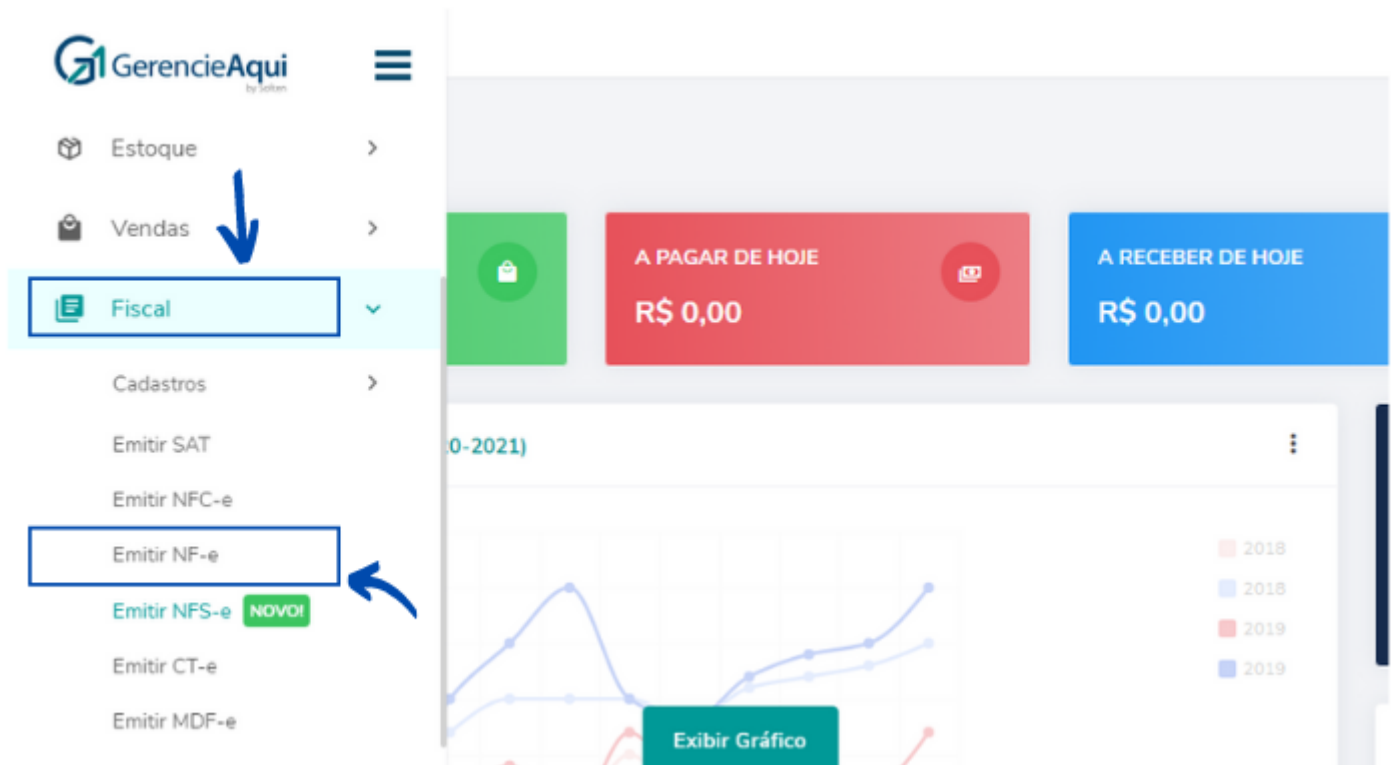 GerencieAqui
by Soften
Estoque
Vendas
Fiscal
Cadastros
Emitir SAT
Emitir NFC-e
Emitir NF-e
Emitir NFS-e NOVO!
Emitir CT-e
Emitir MDF-e
A PAGAR DE HOJE
R$ 0,00
A RECEBER DE HOJE
R$ 0,00
0-2021)
2018
2018
2019
2019
Exibir Gráfico